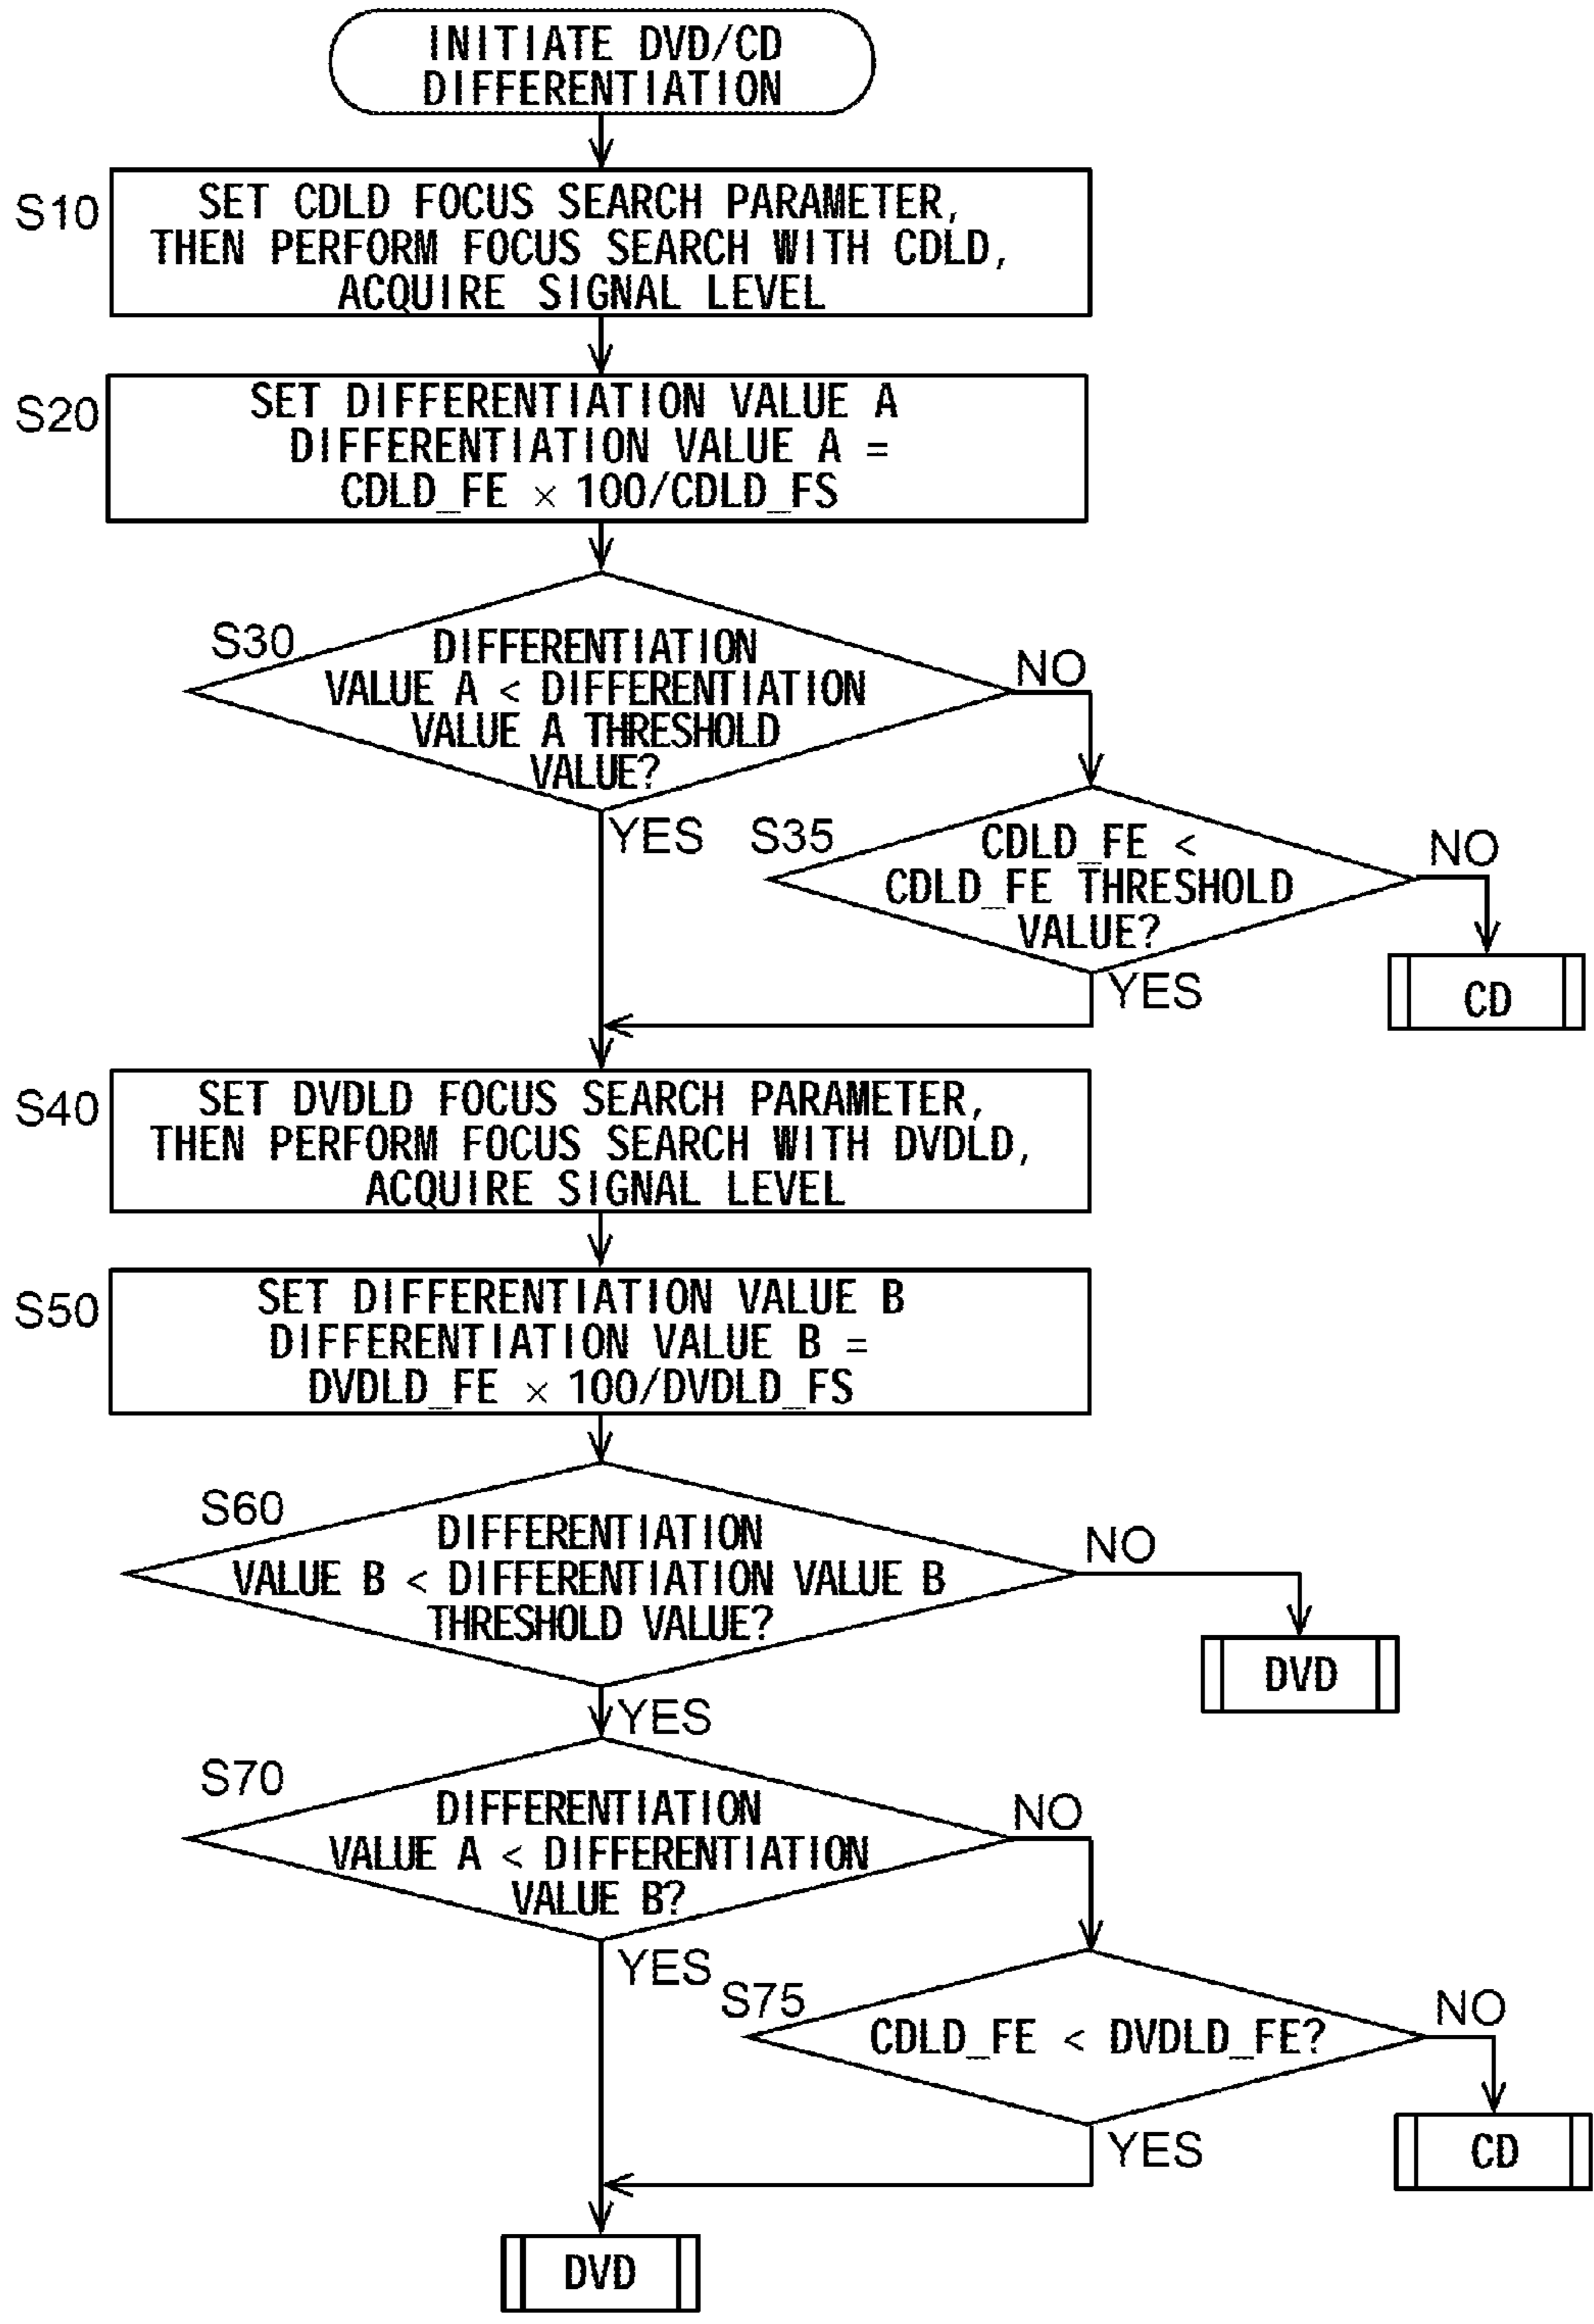 INITIATE DVD/CD
DIFFERENTIATION
S10
SET CDLD FOCUS SEARCH PARAMETER,
THEN PERFORM FOCUS SEARCH WITH CDLD,
ACQUIRE SIGNAL LEVEL
S20
SET DIFFERENTIATION VALUE A
DIFFERENTIATION VALUE A =
CDLD_FE × 100/CDLD_FS
S30
DIFFERENTIATION
VALUE A < DIFFERENTIATION
VALUE A THRESHOLD
VALUE?
NO
YES
S35
CDLD_FE <
CDLD_FE THRESHOLD
VALUE?
NO
YES
CD
S40
SET DVDLD FOCUS SEARCH PARAMETER,
THEN PERFORM FOCUS SEARCH WITH DVDLD,
ACQUIRE SIGNAL LEVEL
S50
SET DIFFERENTIATION VALUE B
DIFFERENTIATION VALUE B =
DVDLD_FE × 100/DVDLD_FS
S60
DIFFERENTIATION
VALUE B < DIFFERENTIATION VALUE B
THRESHOLD VALUE?
NO
DVD
YES
S70
DIFFERENTIATION
VALUE A < DIFFERENTIATION
VALUE B?
NO
YES
S75
CDLD_FE < DVDLD_FE?
NO
YES
CD
DVD